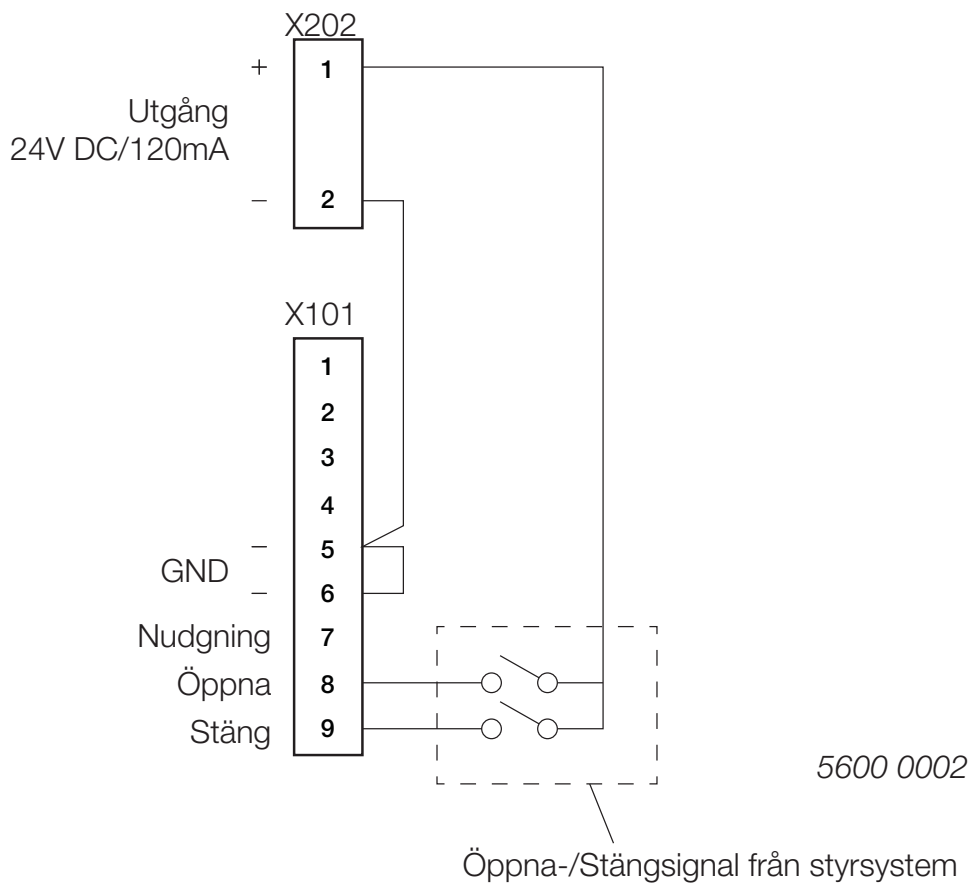 X202
+ 1
Utgång
24V DC/120mA
– 2
X101
1
2
3
4
– 5
GND
– 6
Nudgning 7
Öppna 8
Stäng 9
5600 0002
Öppna-/Stängsignal från styrsystem